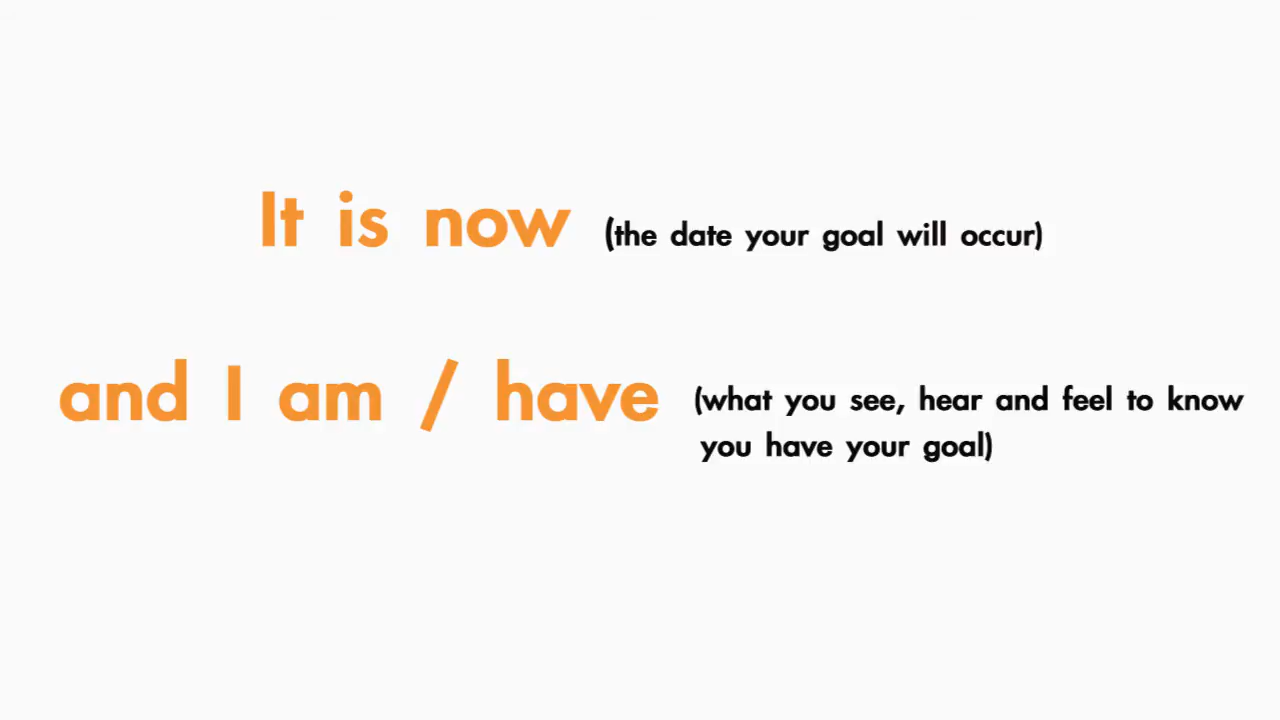 It is now (the date your goal will occur)
and I am / have (what you see, hear and feel to know
you have your goal)